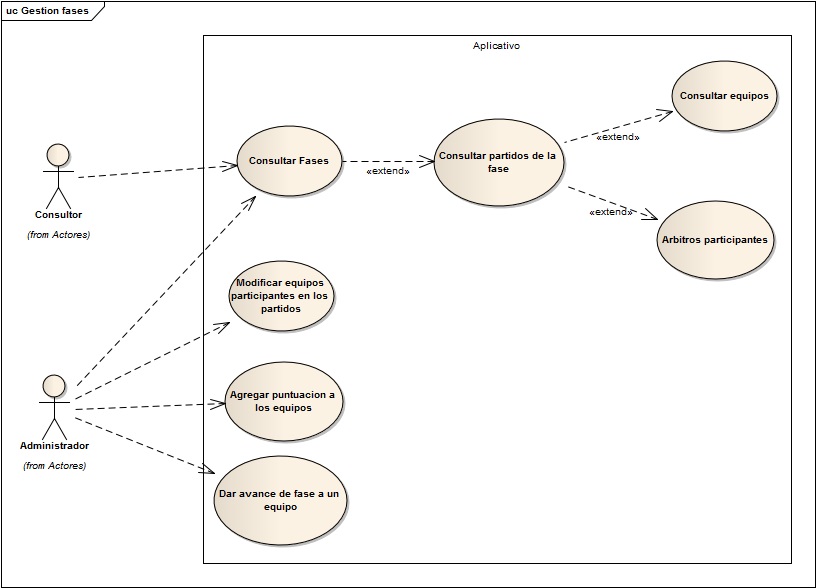 uc Gestion fases
Aplicativo
Consultar equipos
«extend»
Consultar Fases
«extend»
Consultar partidos de la
fase
Consultor
(from Actores)
«extend»
Arbitros participantes
Modificar equipos
participantes en los
partidos
Agregar puntuacion a
los equipos
Administrador
(from Actores)
Dar avance de fase a un
equipo